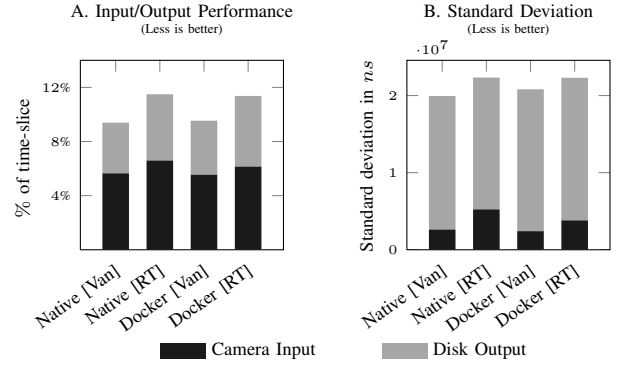 A. Input/Output Performance
(Less is better)
% of time-slice
12%
8%
4%
Native [Van]
Native [RT]
Docker [Van]
Docker [RT]
B. Standard Deviation
(Less is better)
·10⁷
Standard deviation in ns
2
1
0
Native [Van]
Native [RT]
Docker [Van]
Docker [RT]
Camera Input
Disk Output